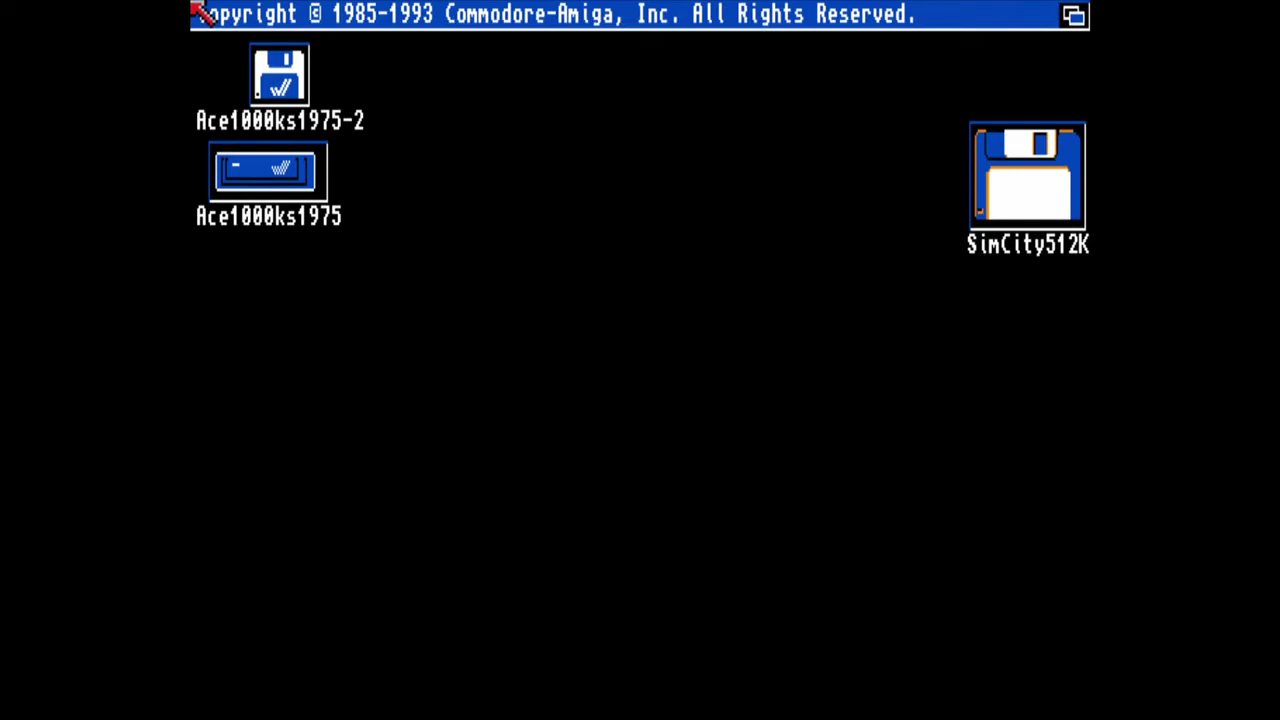 opyright © 1985-1993 Commodore-Amiga, Inc. All Rights Reserved.
Ace1000ks1975-2
Ace1000ks1975
SimCity512K